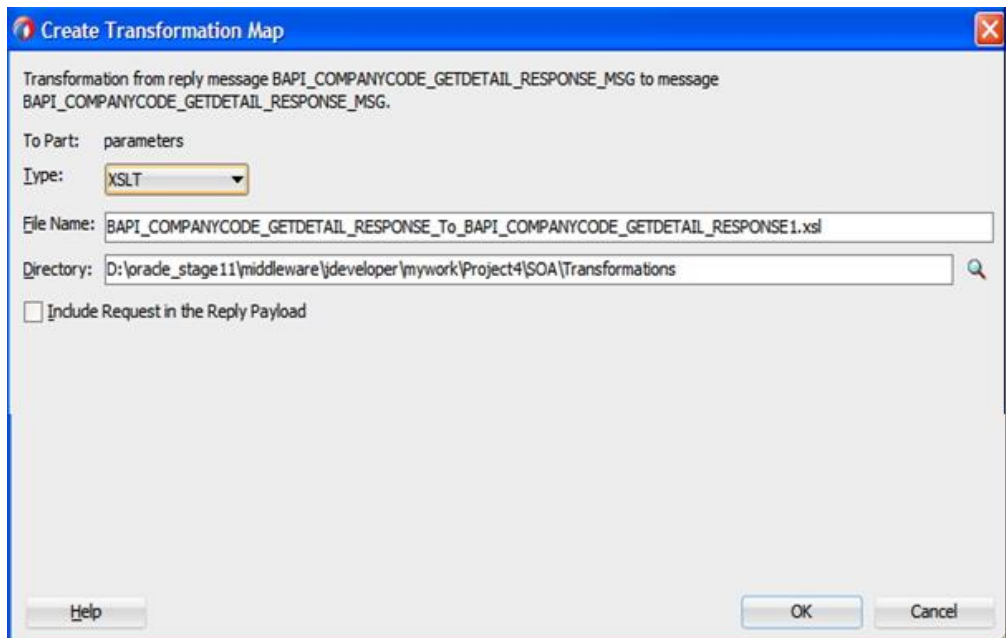 Create Transformation Map
Transformation from reply message BAPI_COMPANYCODE_GETDETAIL_RESPONSE_MSG to message
BAPI_COMPANYCODE_GETDETAIL_RESPONSE_MSG.
To Part: parameters
Type: XSLT
File Name: BAPI_COMPANYCODE_GETDETAIL_RESPONSE_To_BAPI_COMPANYCODE_GETDETAIL_RESPONSE1.xsl
Directory: D:\oracle_stage11\middleware\jdeveloper\mywork\Project4\SOA\Transformations
Include Request in the Reply Payload
Help OK Cancel